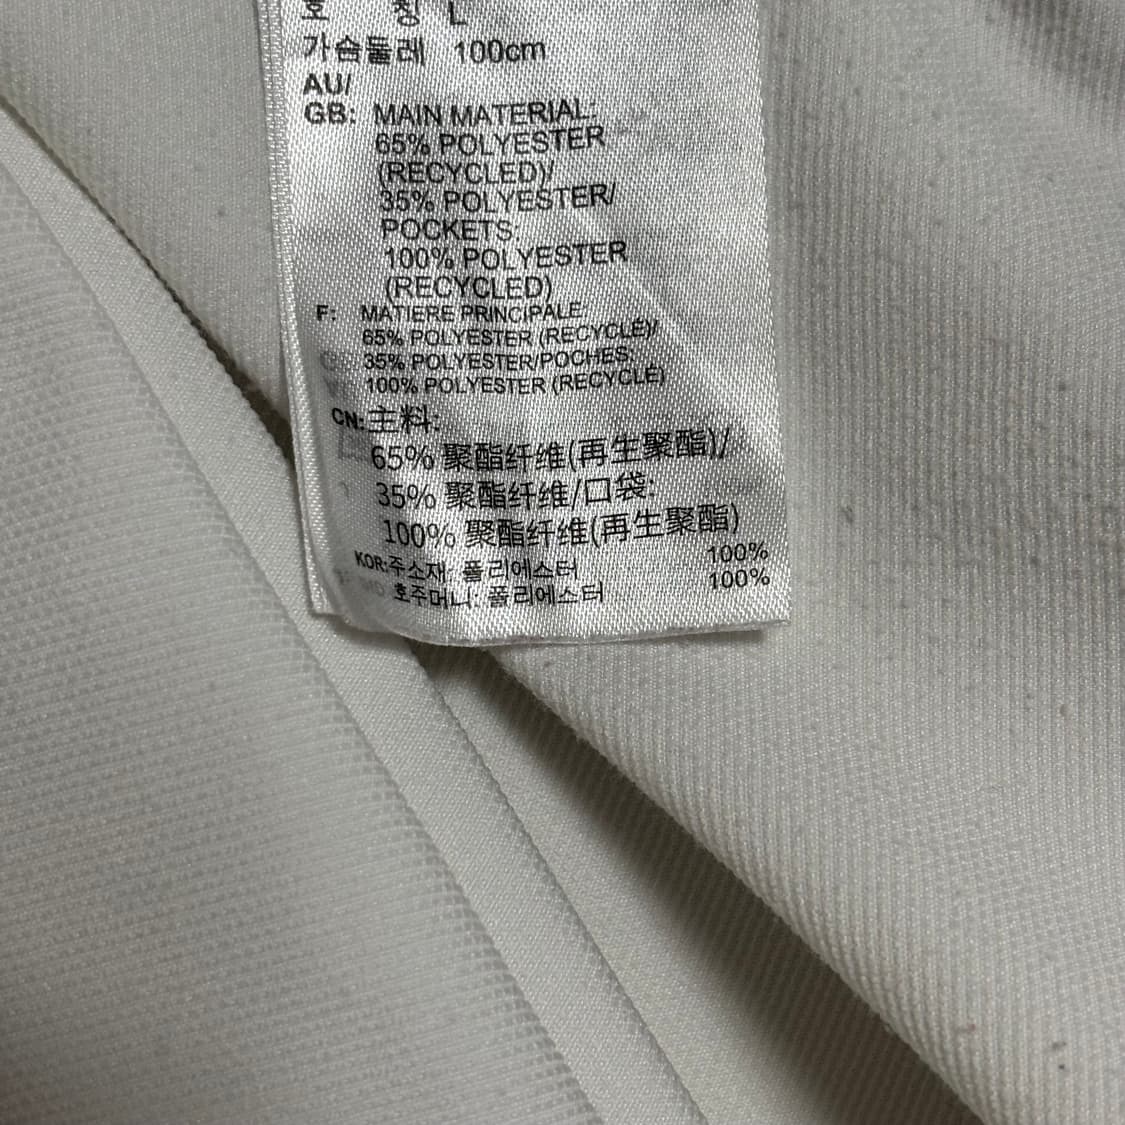 호 칭 L
가슴둘레 100cm
AU/
GB: MAIN MATERIAL:
65% POLYESTER
(RECYCLED)/
35% POLYESTER/
POCKETS:
100% POLYESTER
(RECYCLED)
F: MATIERE PRINCIPALE:
65% POLYESTER (RECYCLÉ)/
35% POLYESTER/POCHES:
100% POLYESTER (RECYCLÉ)
CN:主料:
65% 聚酯纤维(再生聚酯)/
35% 聚酯纤维/口袋:
100% 聚酯纤维(再生聚酯)
KOR:주소재: 폴리에스터 100%
호주머니: 폴리에스터 100%